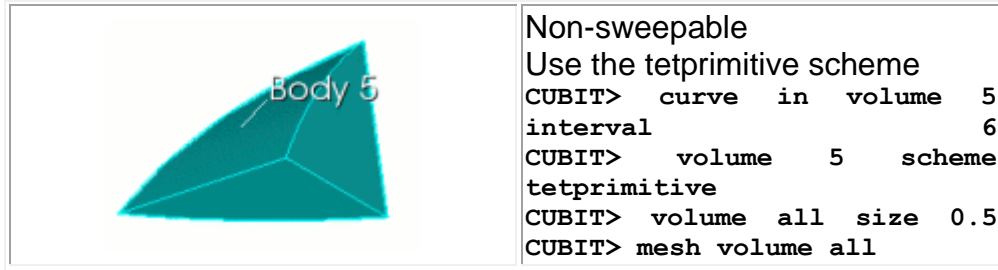 Body 5
Non-sweepable
Use the tetprimitive scheme
CUBIT> curve in volume 5
interval 6
CUBIT> volume 5 scheme
tetprimitive
CUBIT> volume all size 0.5
CUBIT> mesh volume all